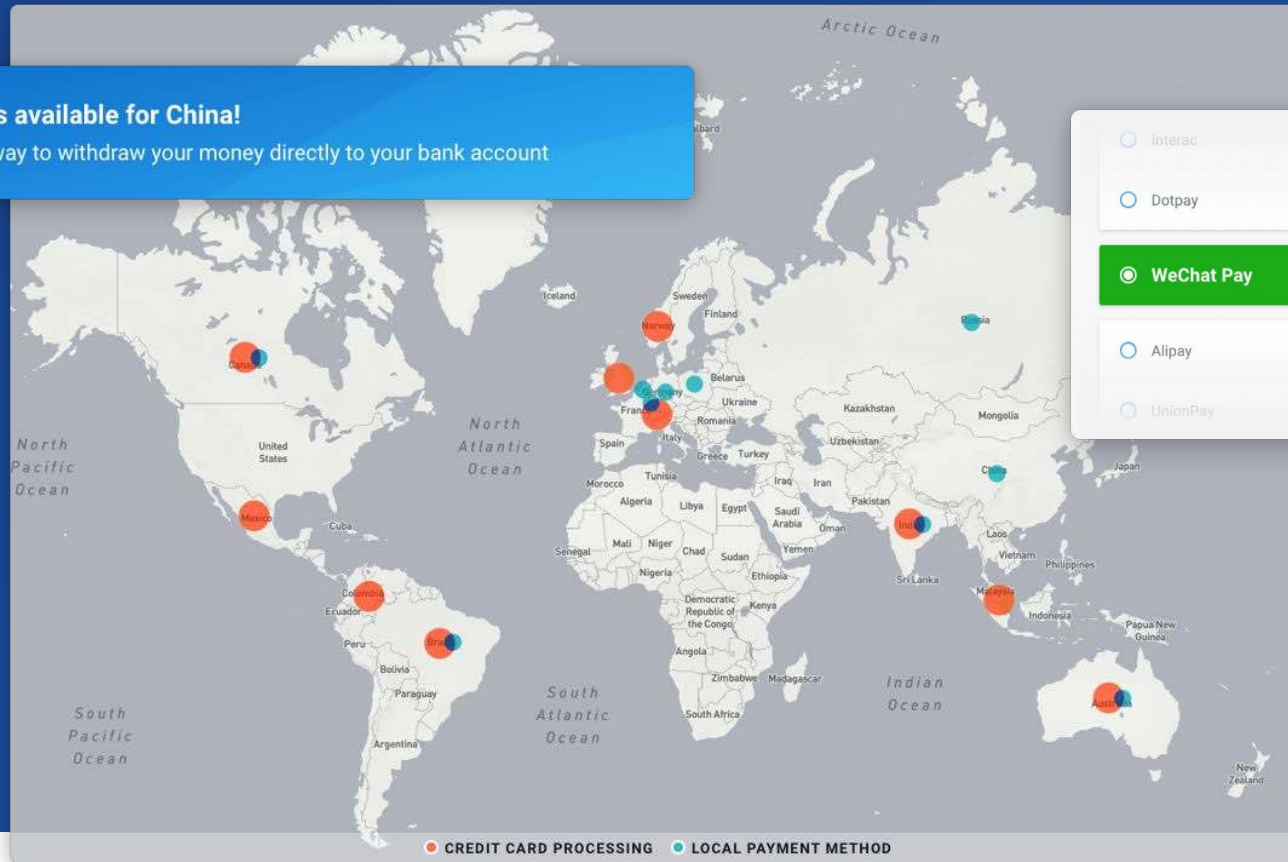 Arctic Ocean
s available for China!
way to withdraw your money directly to your bank account
Interac
Dotpay
WeChat Pay
Alipay
UnionPay
Iceland
Sweden
Finland
Norway
Russia
Canada
Belarus
Germany
Ukraine
France
Romania
Kazakhstan
Mongolia
North
Pacific
Ocean
United
States
North
Atlantic
Ocean
Spain
Italy
Greece
Turkey
Uzbekistan
China
Japan
Morocco
Tunisia
Iraq
Iran
Pakistan
Algeria
Libya
Egypt
Saudi
Arabia
Oman
Mexico
Cuba
India
Laos
Mali
Niger
Chad
Sudan
Yemen
Vietnam
Philippines
Senegal
Nigeria
Ethiopia
Sri Lanka
Colombia
Malaysia
Ecuador
Democratic
Republic of
the Congo
Kenya
Indonesia
Papua New
Guinea
Peru
Brazil
Angola
Bolivia
Zimbabwe
Madagascar
Indian
Ocean
Paraguay
South
Atlantic
Ocean
South Africa
Australia
South
Pacific
Ocean
Argentina
New
Zealand
CREDIT CARD PROCESSING
LOCAL PAYMENT METHOD